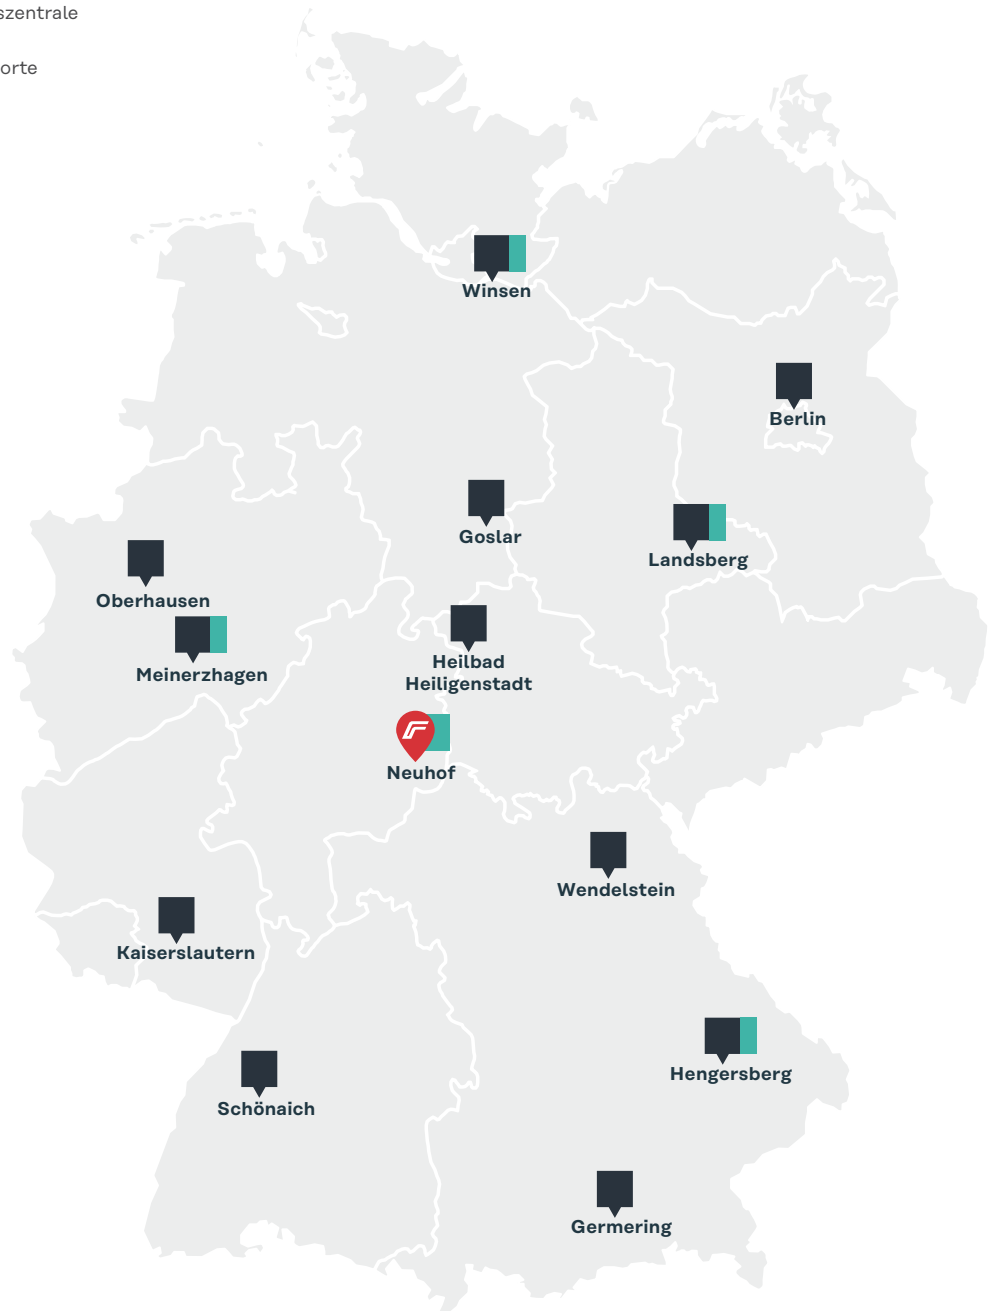 szentrale
orte
Winsen
Berlin
Goslar
Landsberg
Oberhausen
Meinerzhagen
Heilbad
Heiligenstadt
Neuhof
Wendelstein
Kaiserslautern
Hengersberg
Schönaich
Germering